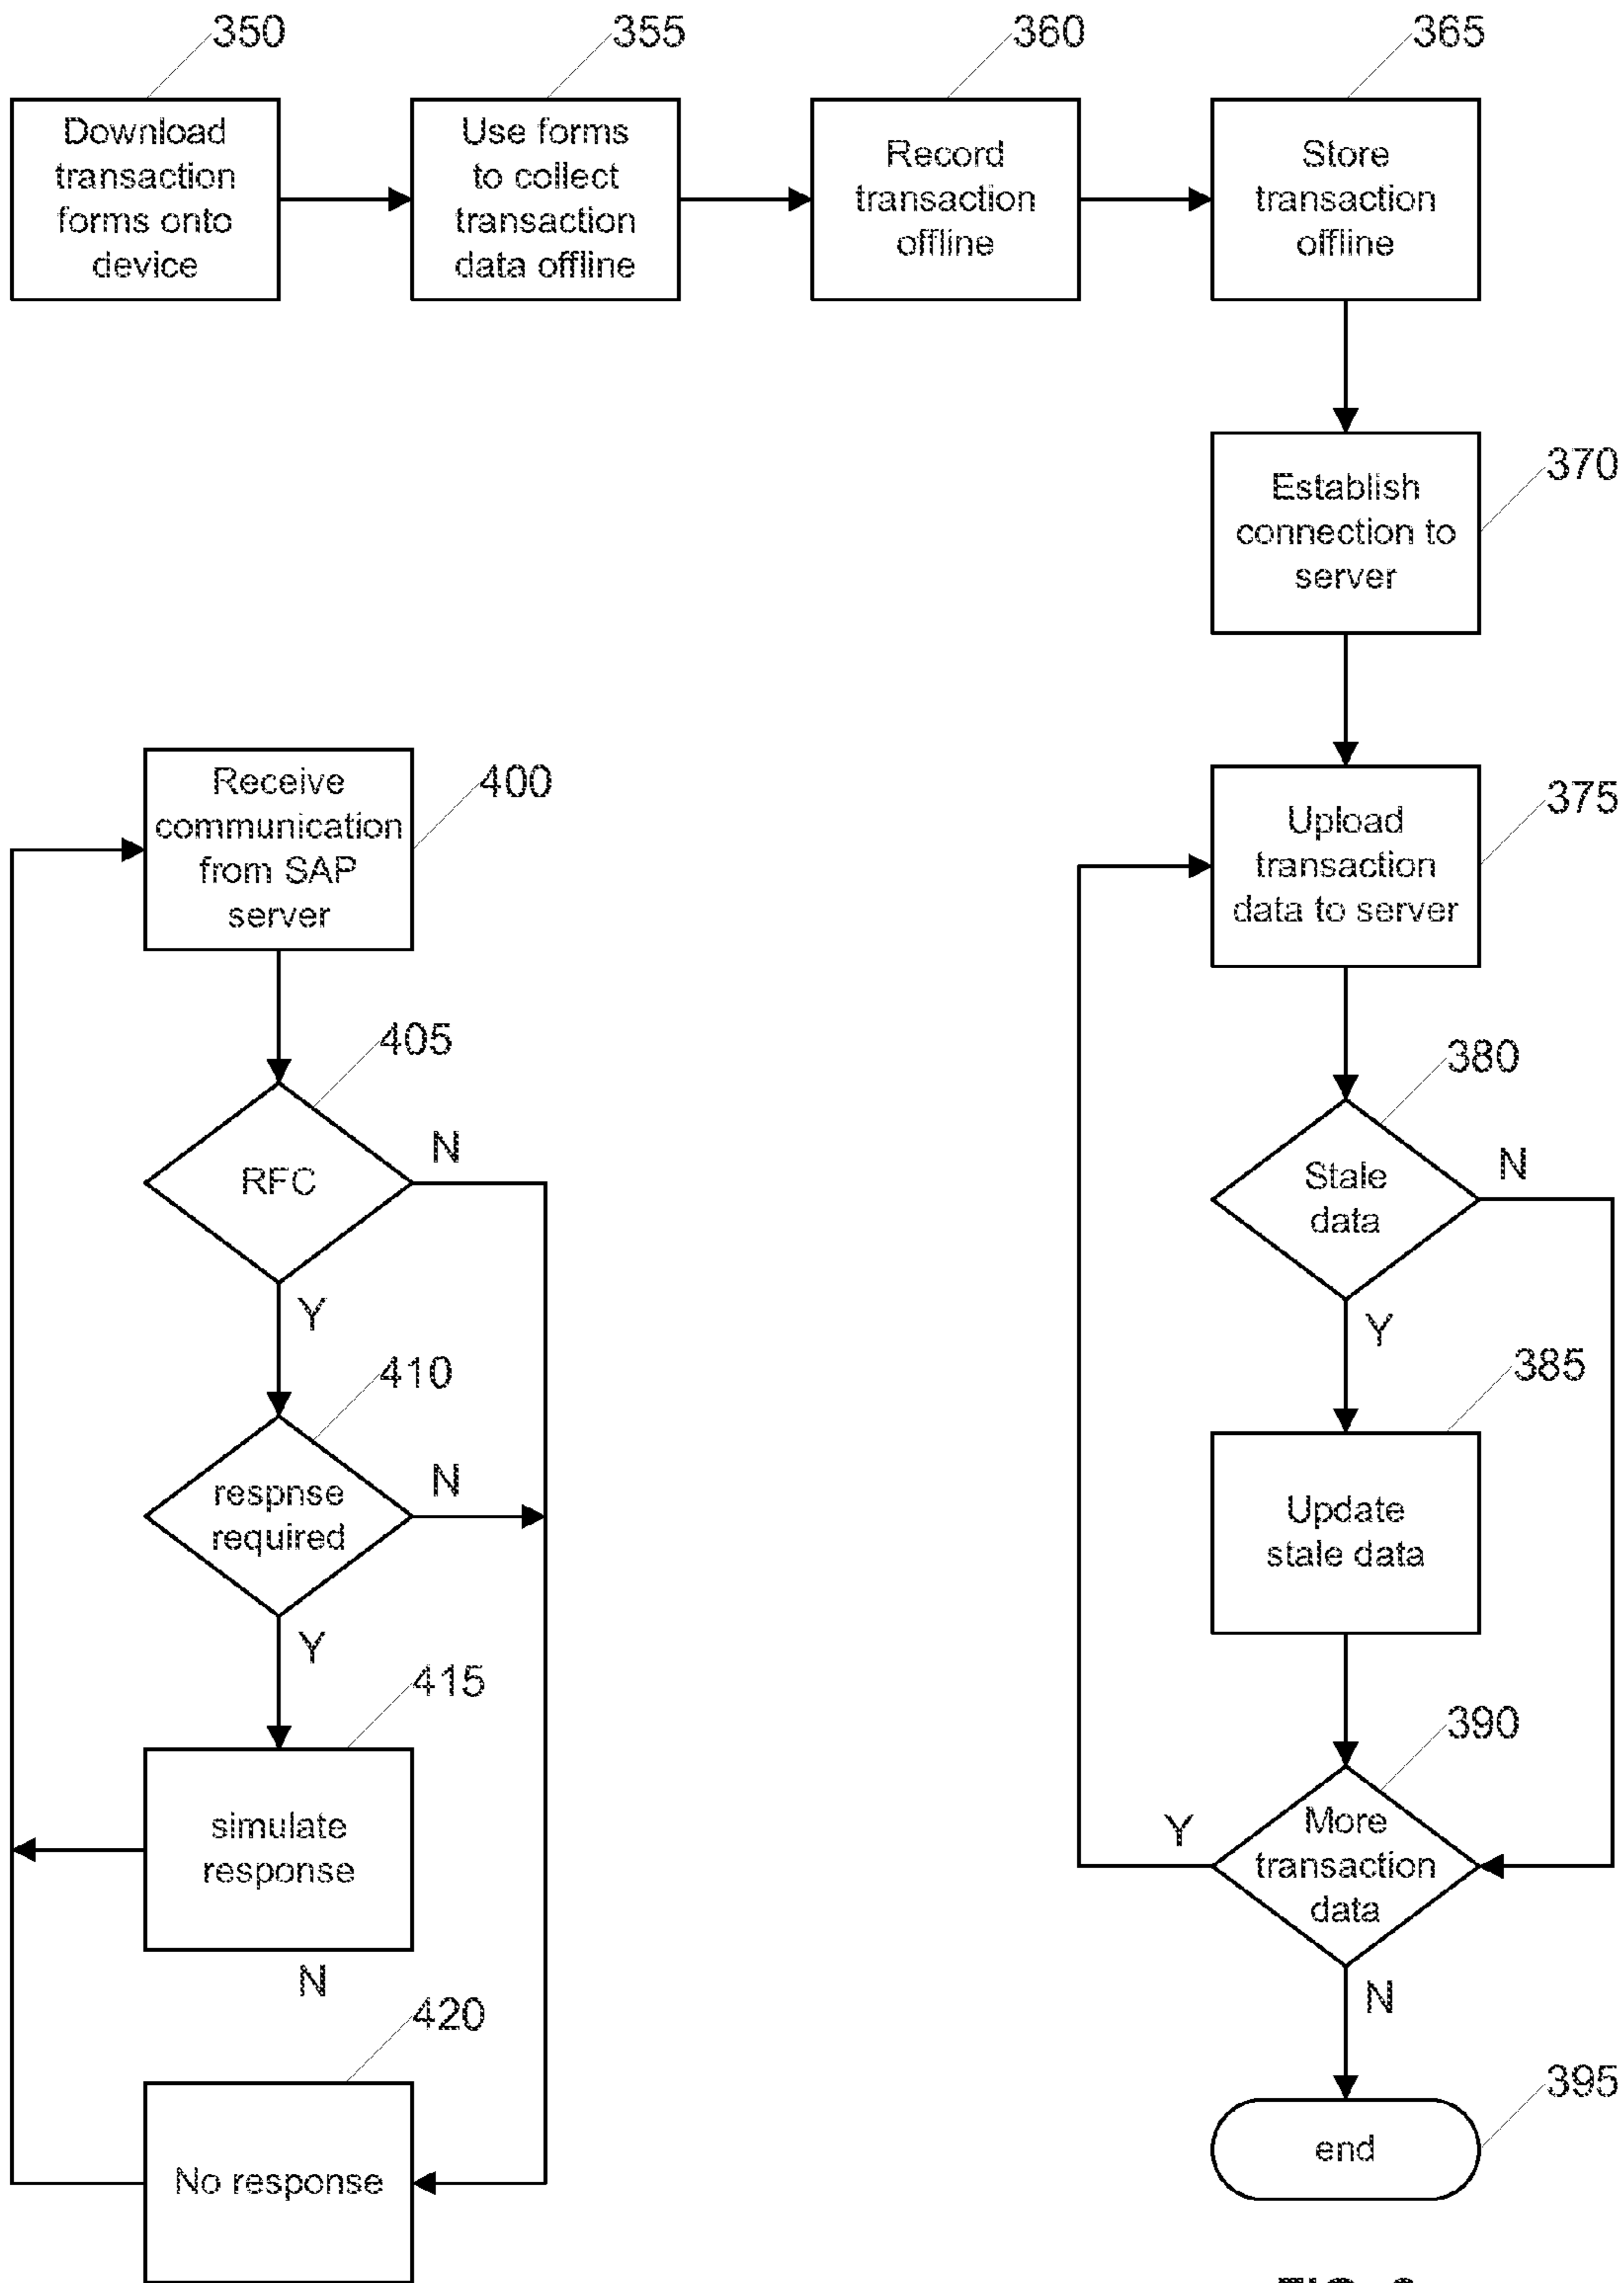 350
Download
transaction
forms onto
device
355
Use forms
to collect
transaction
data offline
360
Record
transaction
offline
365
Store
transaction
offline
370
Establish
connection to
server
375
Upload
transaction
data to server
380
Stale
data
N
Y
385
Update
stale data
390
More
transaction
data
Y
N
395
end
400
Receive
communication
from SAP
server
405
RFC
N
Y
410
respnse
required
N
Y
415
simulate
response
N
420
No response